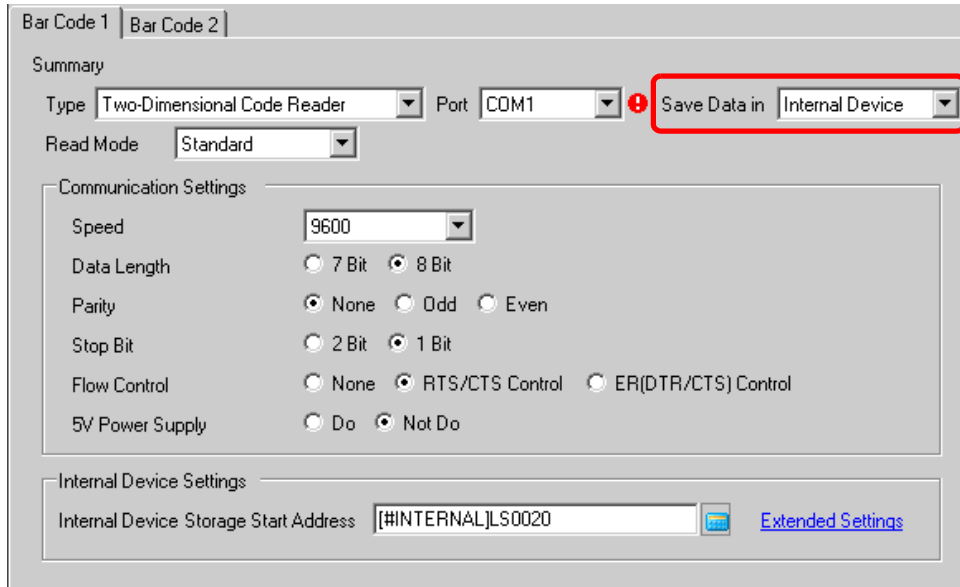 Bar Code 1 Bar Code 2
Summary
Type Two-Dimensional Code Reader Port COM1 Save Data in Internal Device
Read Mode Standard
Communication Settings
Speed 9600
Data Length 7 Bit 8 Bit
Parity None Odd Even
Stop Bit 2 Bit 1 Bit
Flow Control None RTS/CTS Control ER(DTR/CTS) Control
5V Power Supply Do Not Do
Internal Device Settings
Internal Device Storage Start Address [#INTERNAL]LS0020 Extended Settings